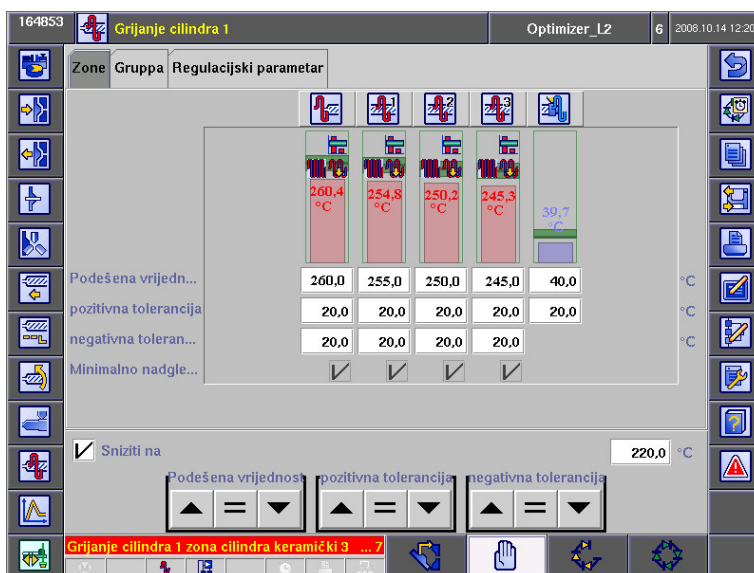 164853 Grijanje cilindra 1 Optimizer_L2 6 2008.10.14 12:20
Zone Gruppa Regulacijski parametar
1 2 3
260,4 °C 254,8 °C 250,2 °C 245,3 °C 39,7 °C
Podešena vrijedn... 260,0 255,0 250,0 245,0 40,0 °C
pozitivna tolerancija 20,0 20,0 20,0 20,0 20,0 °C
negativna toleran... 20,0 20,0 20,0 20,0 °C
Minimalno nadgle...
Sniziti na 220,0 °C
Podešena vrijednost pozitivna tolerancija negativna tolerancija
Grijanje cilindra 1 zona cilindra keramički 3 ... 7